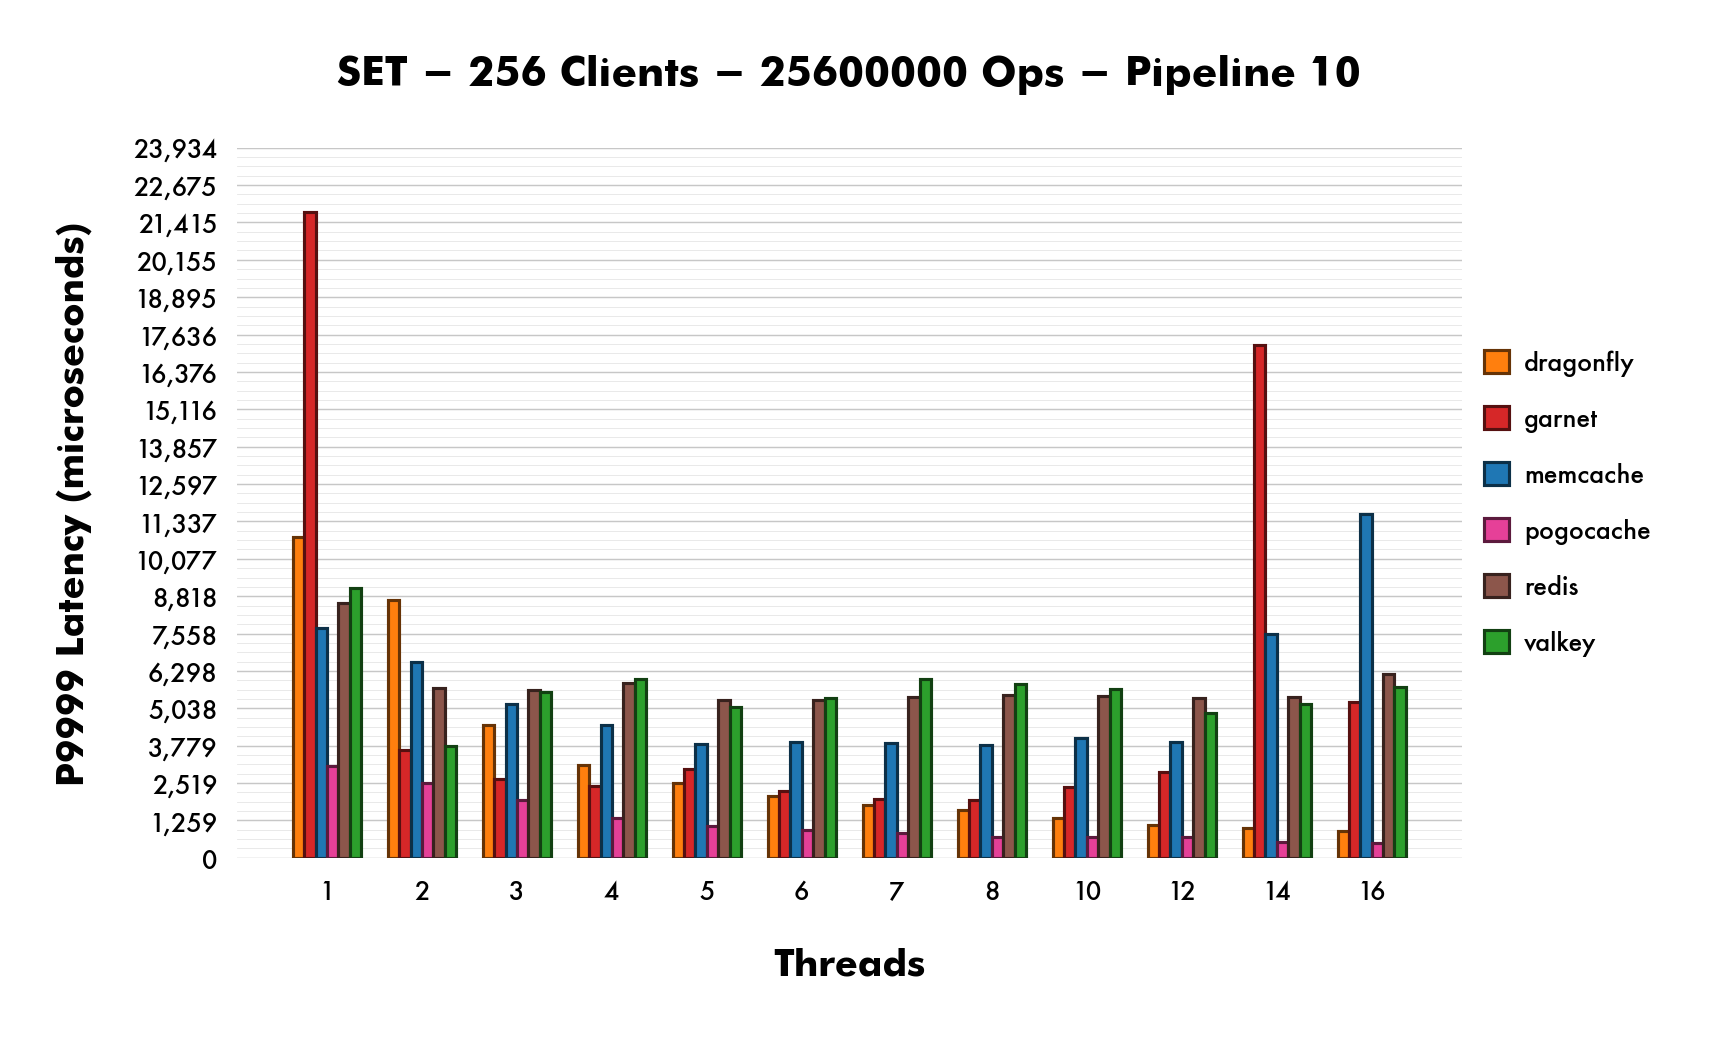 SET – 256 Clients – 25600000 Ops – Pipeline 10
P9999 Latency (microseconds)
23,934
22,675
21,415
20,155
18,895
17,636
16,376
15,116
13,857
12,597
11,337
10,077
8,818
7,558
6,298
5,038
3,779
2,519
1,259
0
1 2 3 4 5 6 7 8 10 12 14 16
Threads
dragonfly
garnet
memcache
pogocache
redis
valkey